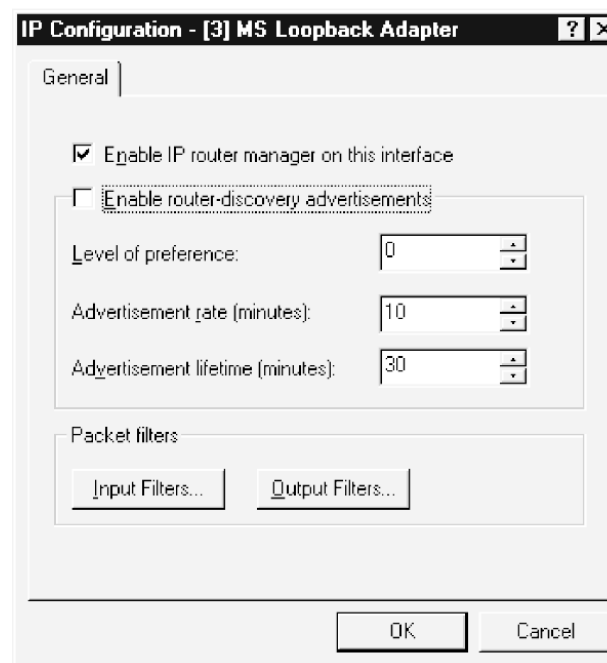 IP Configuration - [3] MS Loopback Adapter
General
Enable IP router manager on this interface
Enable router-discovery advertisements
Level of preference: 0
Advertisement rate (minutes): 10
Advertisement lifetime (minutes): 30
Packet filters
Input Filters... Output Filters...
OK Cancel